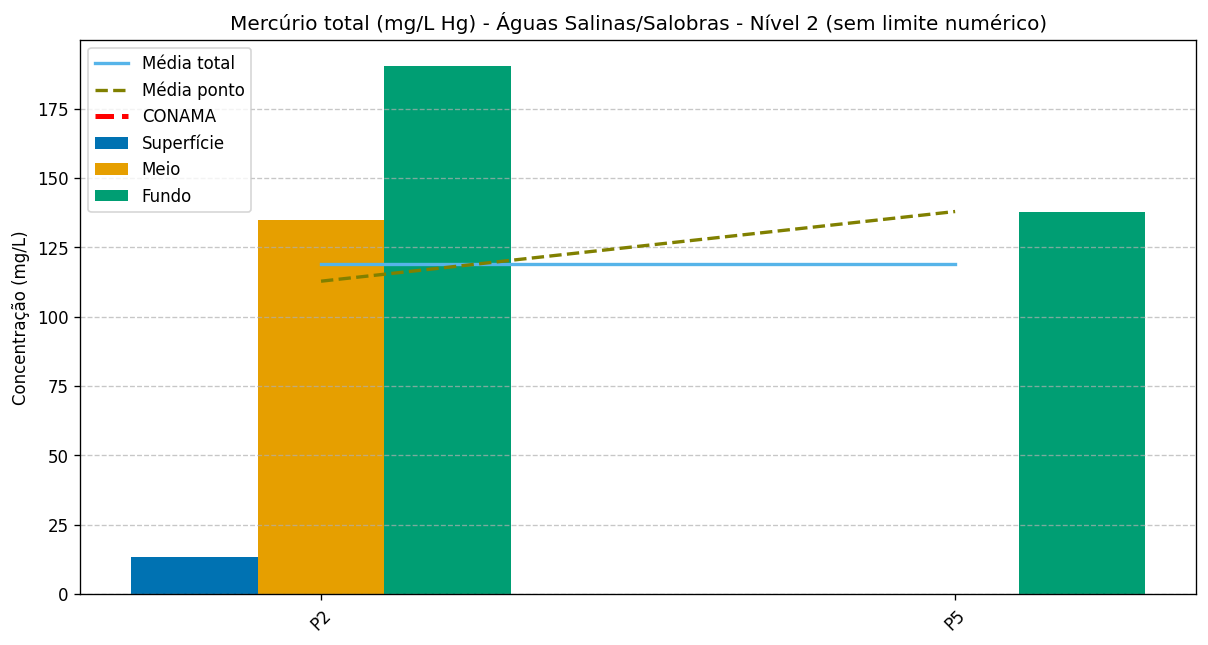 Mercúrio total (mg/L Hg) - Águas Salinas/Salobras - Nível 2 (sem limite numérico)
Média total
Média ponto
CONAMA
Superfície
Meio
Fundo
Concentração (mg/L)
175
150
125
100
75
50
25
0
P2
P5